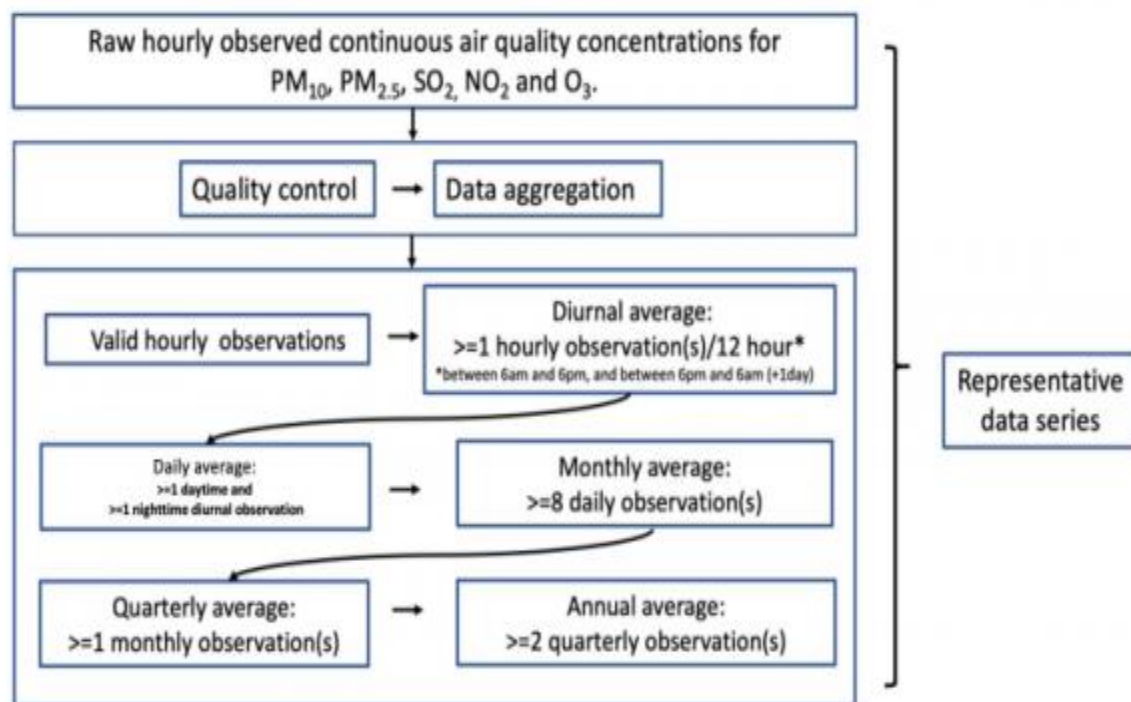 Raw hourly observed continuous air quality concentrations for
PM10, PM2.5, SO2, NO2 and O3.
Quality control
Data aggregation
Valid hourly observations
Diurnal average:
>=1 hourly observation(s)/12 hour*
*between 6am and 6pm, and between 6pm and 6am (+1day)
Daily average:
>=1 daytime and
>=1 nighttime diurnal observation
Monthly average:
>=8 daily observation(s)
Quarterly average:
>=1 monthly observation(s)
Annual average:
>=2 quarterly observation(s)
Representative
data series